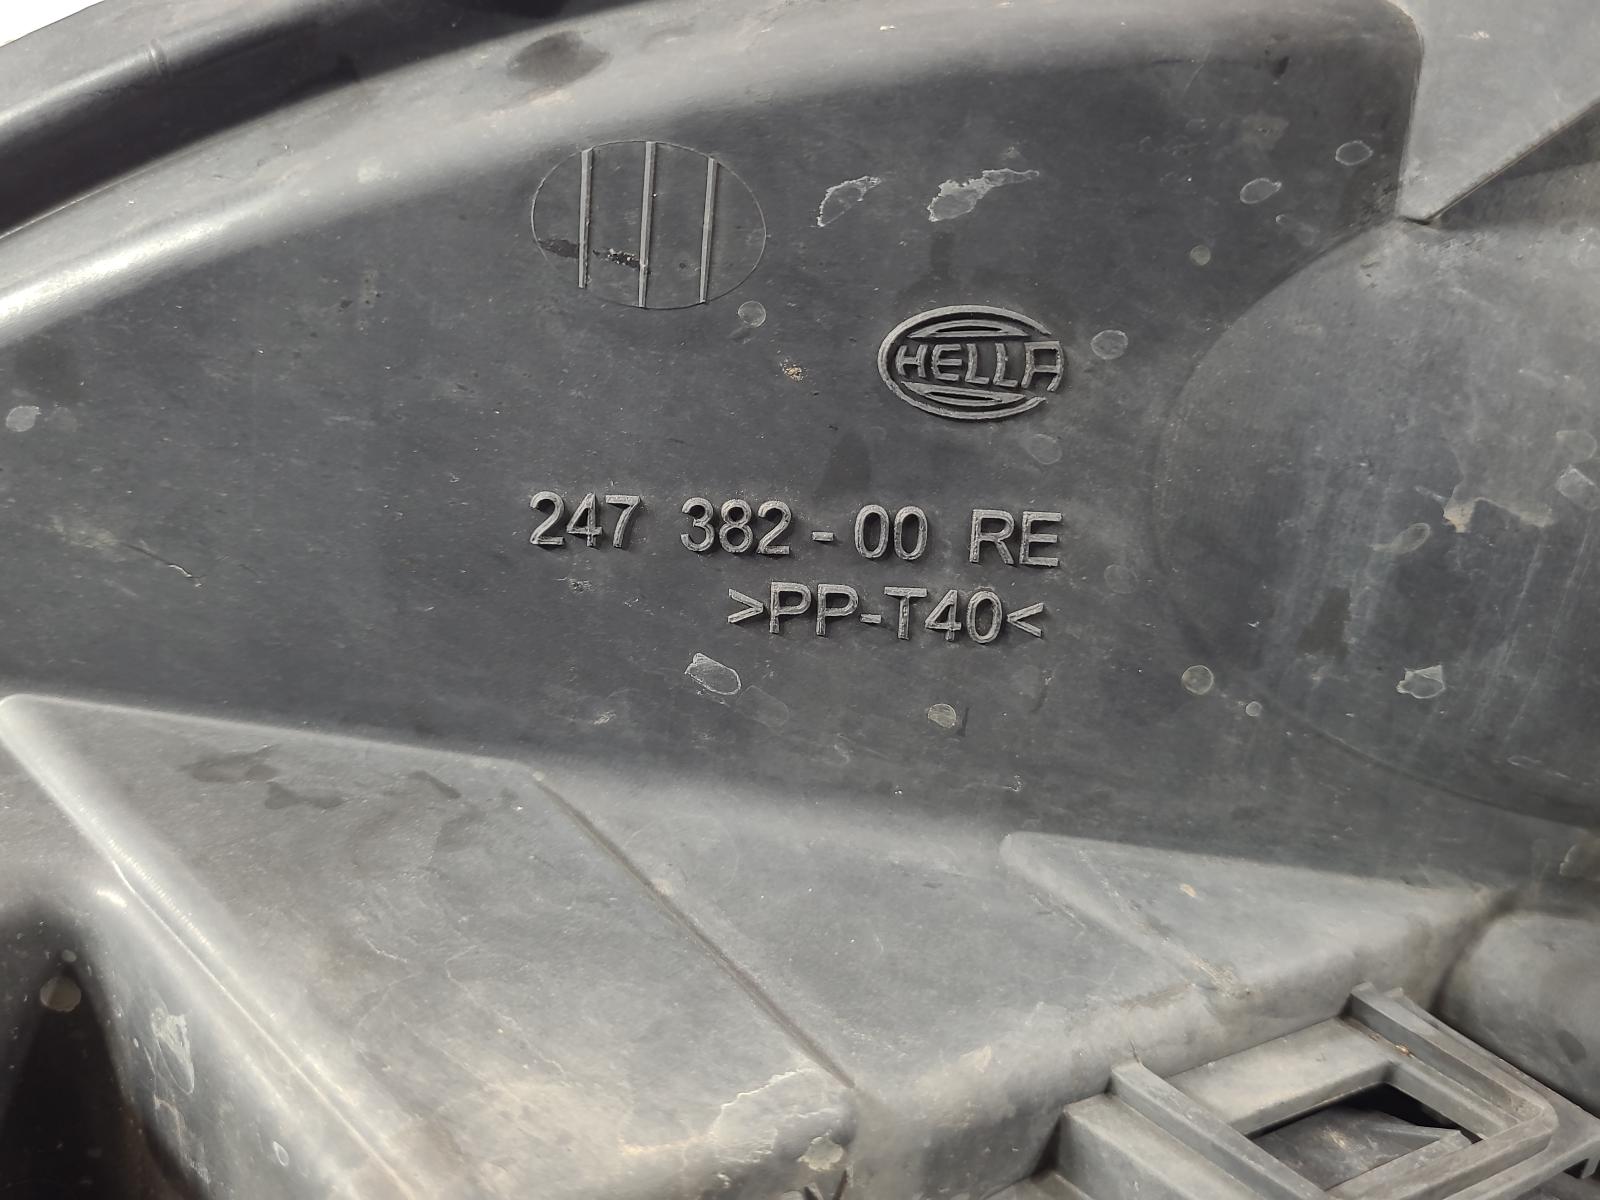 HELLA
247 382-00 RE
>PP-T40<